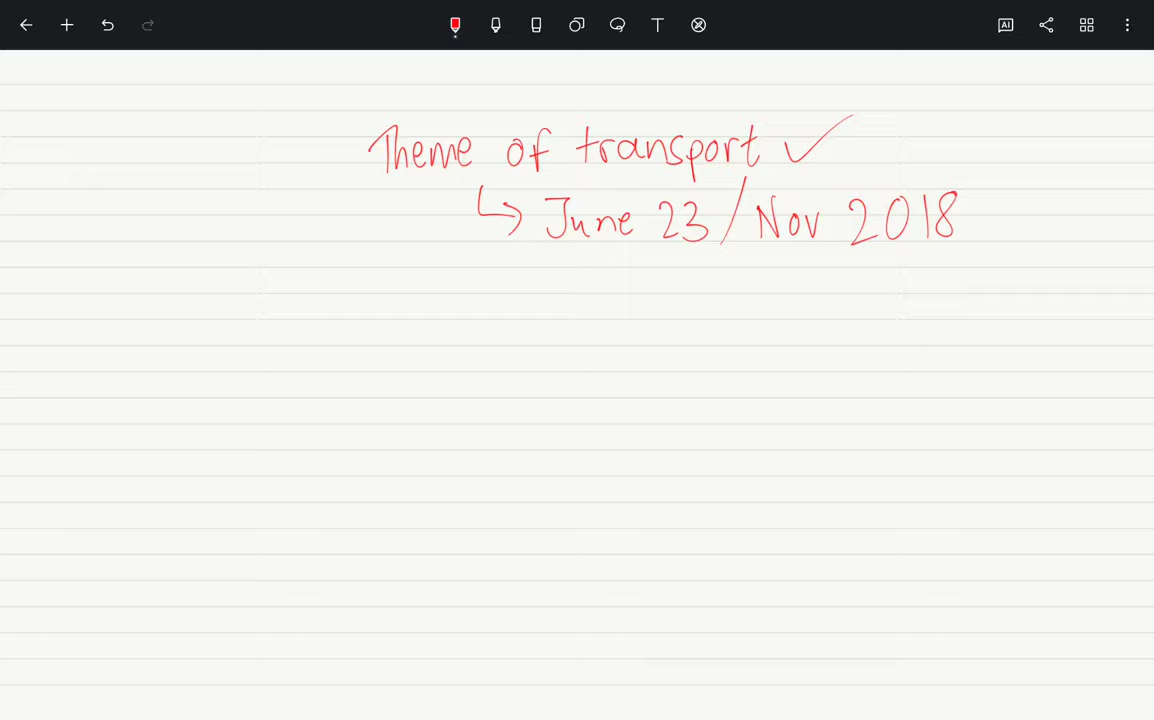 Theme of transport ✓
↳ June 23 / Nov 2018